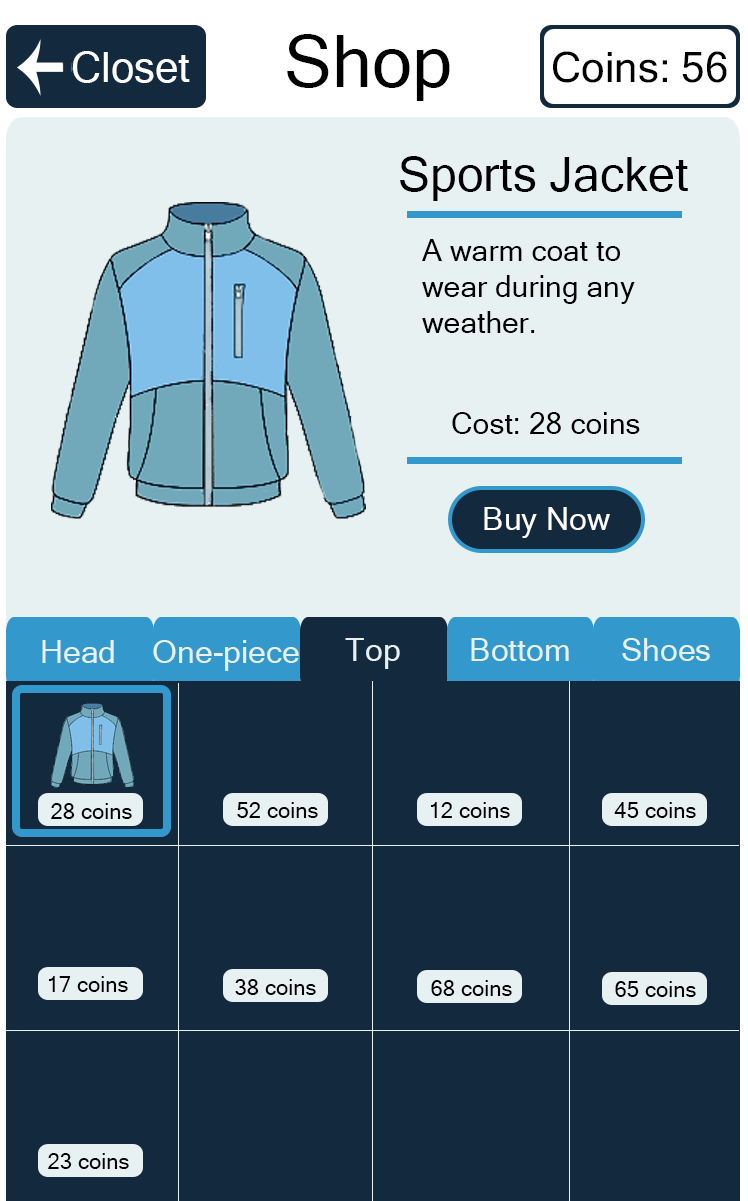 Closet
Shop
Coins: 56
Sports Jacket
A warm coat to
wear during any
weather.
Cost: 28 coins
Buy Now
Head
One-piece
Top
Bottom
Shoes
28 coins
52 coins
12 coins
45 coins
17 coins
38 coins
68 coins
65 coins
23 coins